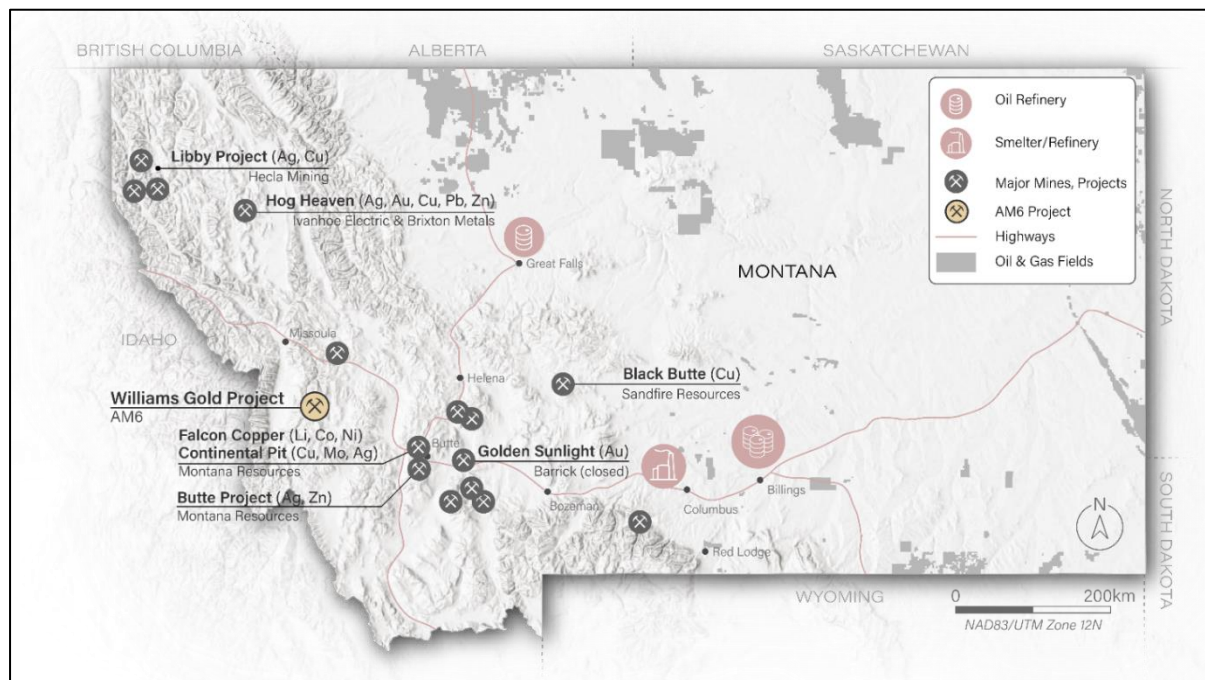 BRITISH COLUMBIA
ALBERTA
SASKATCHEWAN
Oil Refinery
Smelter/Refinery
Major Mines, Projects
AM6 Project
Highways
Oil & Gas Fields
Libby Project (Ag, Cu)
Hecla Mining
Hog Heaven (Ag, Au, Cu, Pb, Zn)
Ivanhoe Electric & Brixton Metals
Great Falls
MONTANA
NORTH DAKOTA
IDAHO
Missoula
Helena
Black Butte (Cu)
Sandfire Resources
Williams Gold Project
AM6
Falcon Copper (Li, Co, Ni)
Continental Pit (Cu, Mo, Ag)
Montana Resources
Butte
Golden Sunlight (Au)
Barrick (closed)
Butte Project (Ag, Zn)
Montana Resources
Bozeman
Columbus
Billings
Red Lodge
SOUTH DAKOTA
N
WYOMING
0 200km
NAD83/UTM Zone 12N